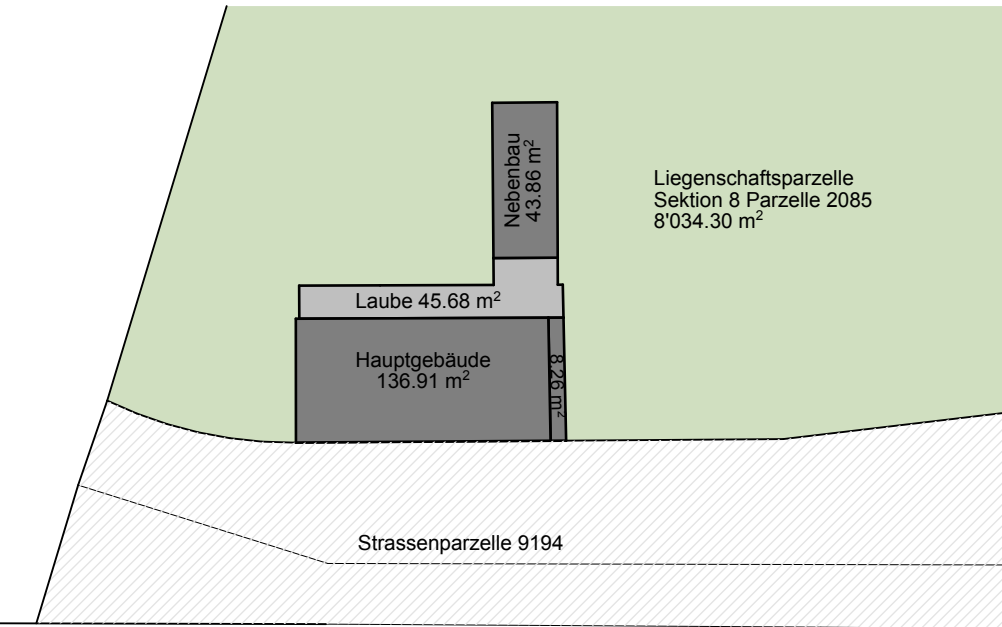 Nebenbau
43.86 m²
Liegenschaftsparzelle
Sektion 8 Parzelle 2085
8'034.30 m²
Laube 45.68 m²
Hauptgebäude
136.91 m²
8.26 m²
Strassenparzelle 9194